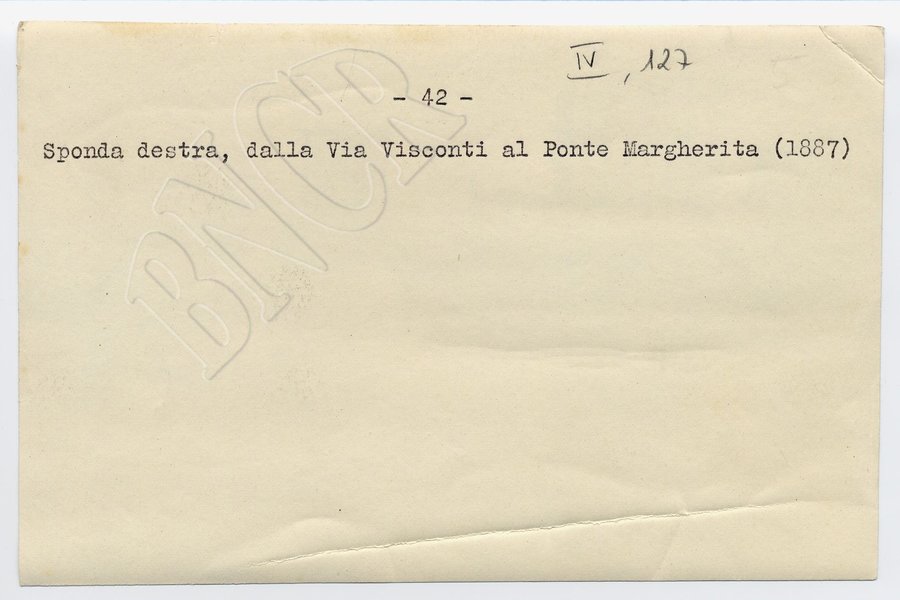 IV, 127
- 42 -
Sponda destra, dalla Via Visconti al Ponte Margherita (1887)
BNCR